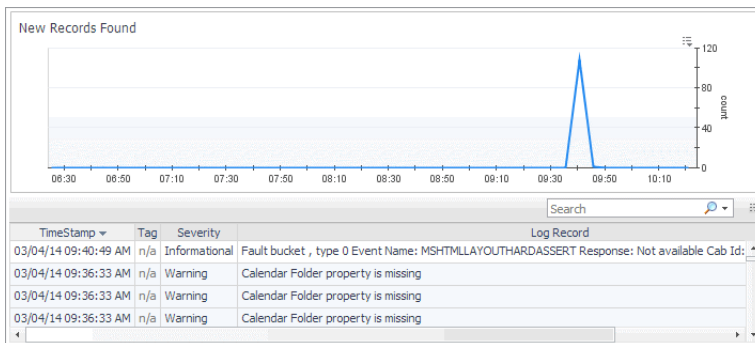 New Records Found
120
80
40
0
count
06:30 06:50 07:10 07:30 07:50 08:10 08:30 08:50 09:10 09:30 09:50 10:10
Search
TimeStamp Tag Severity Log Record
03/04/14 09:40:49 AM n/a Informational Fault bucket , type 0 Event Name: MSHTMLLAYOUTHARDASSERT Response: Not available Cab Id:
03/04/14 09:36:33 AM n/a Warning Calendar Folder property is missing
03/04/14 09:36:33 AM n/a Warning Calendar Folder property is missing
03/04/14 09:36:33 AM n/a Warning Calendar Folder property is missing